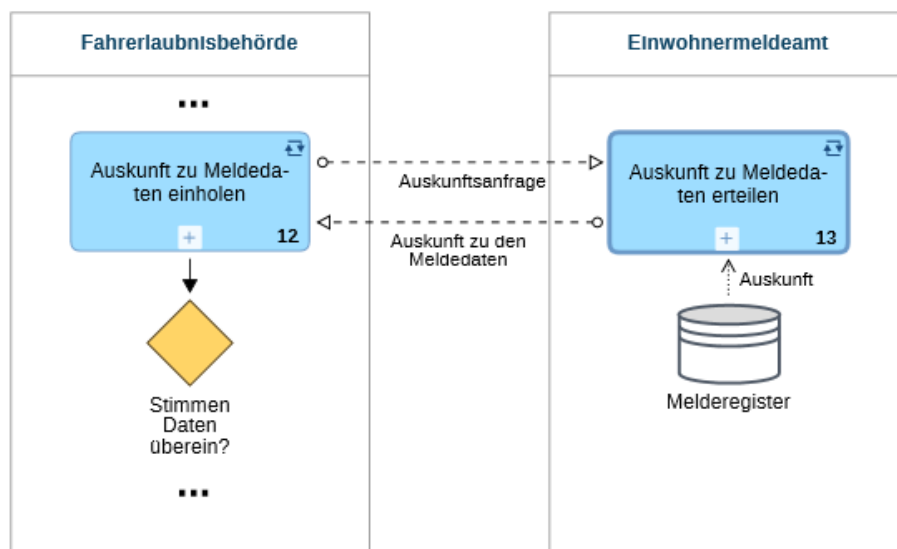 Fahrerlaubnisbehörde
Einwohnermeldeamt
...
Auskunft zu Meldeda-
ten einholen
12
Auskunftsanfrage
Auskunft zu den
Meldedaten
Auskunft zu Meldeda-
ten erteilen
13
Auskunft
Melderegister
Stimmen
Daten
überein?
...